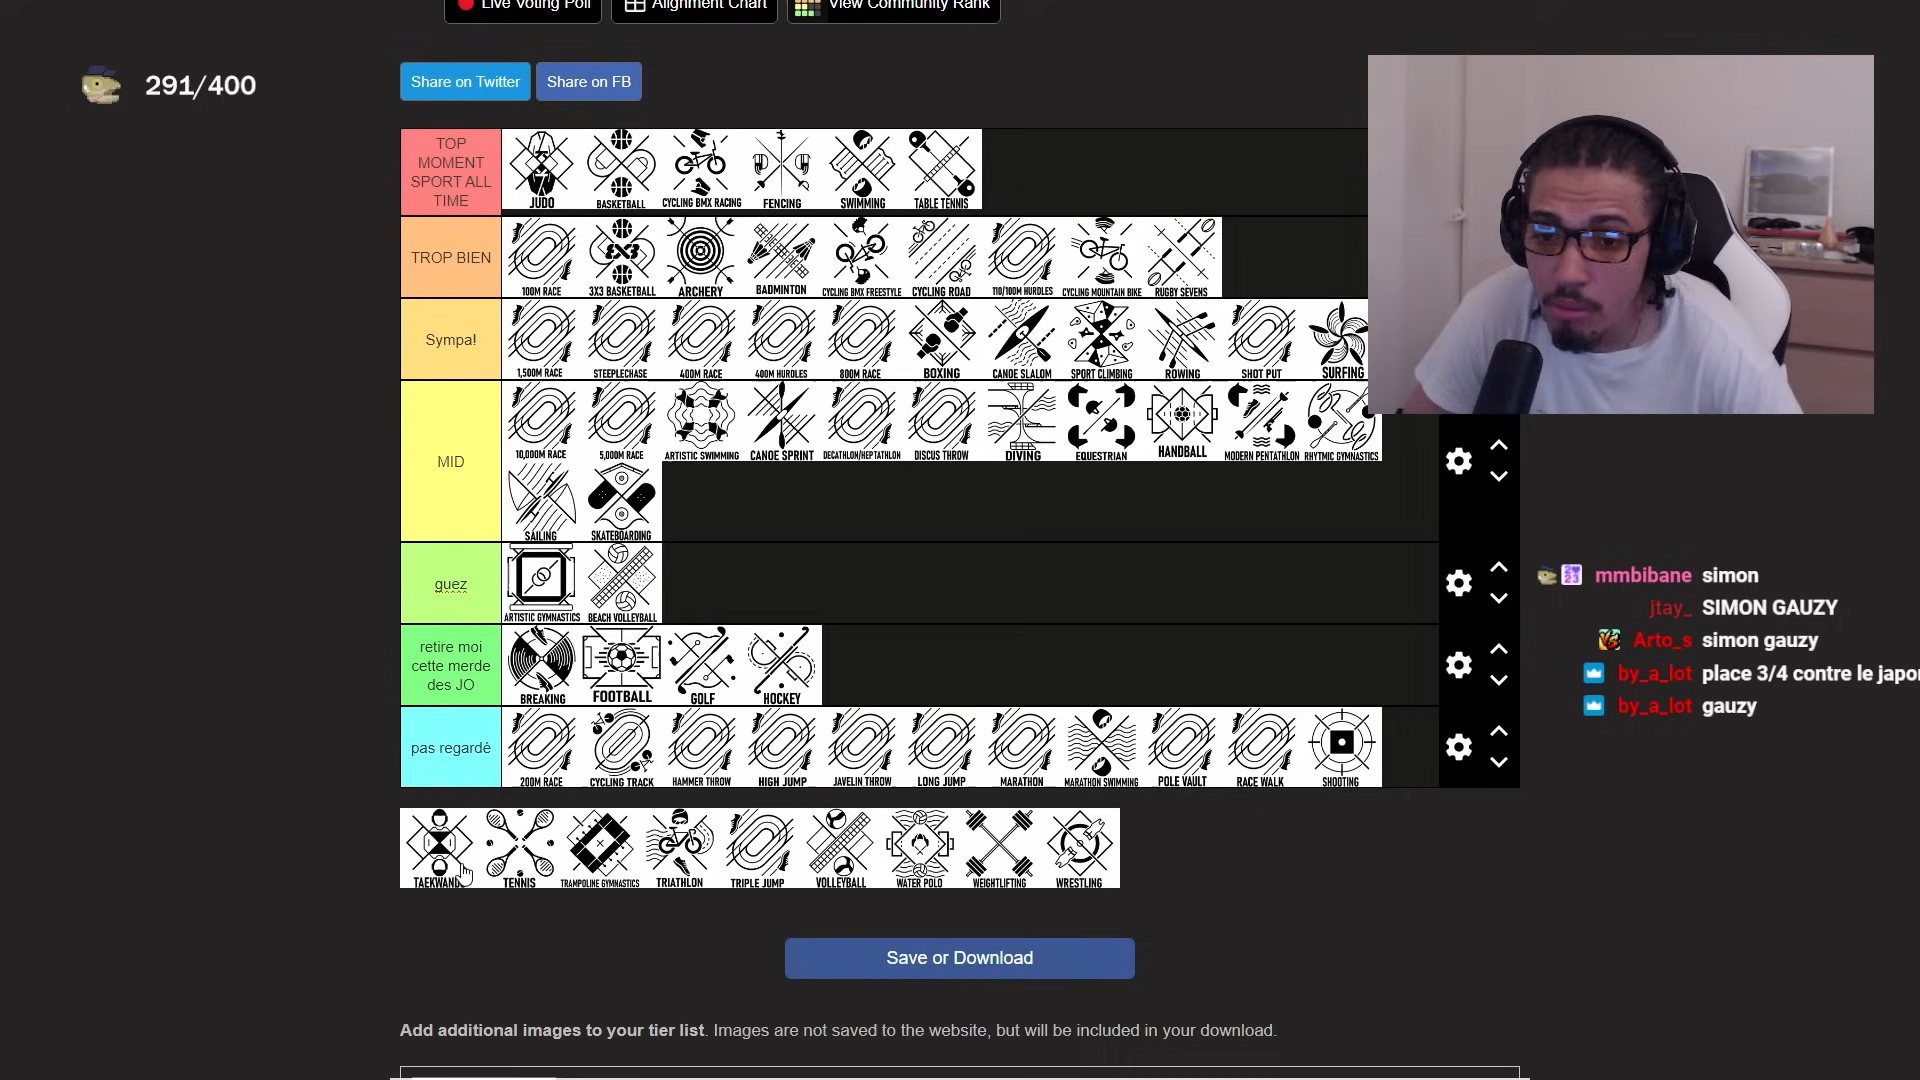 Live Voting Poll
Alignment Chart
View Community Rank
291/400
Share on Twitter
Share on FB
TOP
MOMENT
SPORT ALL
TIME
JUDO
BASKETBALL
CYCLING BMX RACING
FENCING
SWIMMING
TABLE TENNIS
TROP BIEN
100M RACE
3X3
3X3 BASKETBALL
ARCHERY
BADMINTON
CYCLING BMX FREESTYLE
CYCLING ROAD
110/100M HURDLES
CYCLING MOUNTAIN BIKE
RUGBY SEVENS
Sympa!
1,500M RACE
STEEPLECHASE
400M RACE
400M HURDLES
800M RACE
BOXING
CANOE SLALOM
SPORT CLIMBING
ROWING
SHOT PUT
SURFING
MID
10,000M RACE
5,000M RACE
ARTISTIC SWIMMING
CANOE SPRINT
DECATHLON/HEPTATHLON
DISCUS THROW
DIVING
EQUESTRIAN
HANDBALL
MODERN PENTATHLON
RHYTMIC GYMNASTICS
SAILING
SKATEBOARDING
guez
ARTISTIC GYMNASTICS
BEACH VOLLEYBALL
retire moi
cette merde
des JO
BREAKING
FOOTBALL
GOLF
HOCKEY
pas regardé
200M RACE
CYCLING TRACK
HAMMER THROW
HIGH JUMP
JAVELIN THROW
LONG JUMP
MARATHON
MARATHON SWIMMING
POLE VAULT
RACE WALK
SHOOTING
TENNIS
TRAMPOLINE GYMNASTICS
TRIATHLON
TRIPLE JUMP
VOLLEYBALL
WATER POLO
WEIGHTLIFTING
WRESTLING
mmbibane simon
jtay_ SIMON GAUZY
Arto_s simon gauzy
by_a_lot place 3/4 contre le japon
by_a_lot gauzy
Save or Download
Add additional images to your tier list. Images are not saved to the website, but will be included in your download.